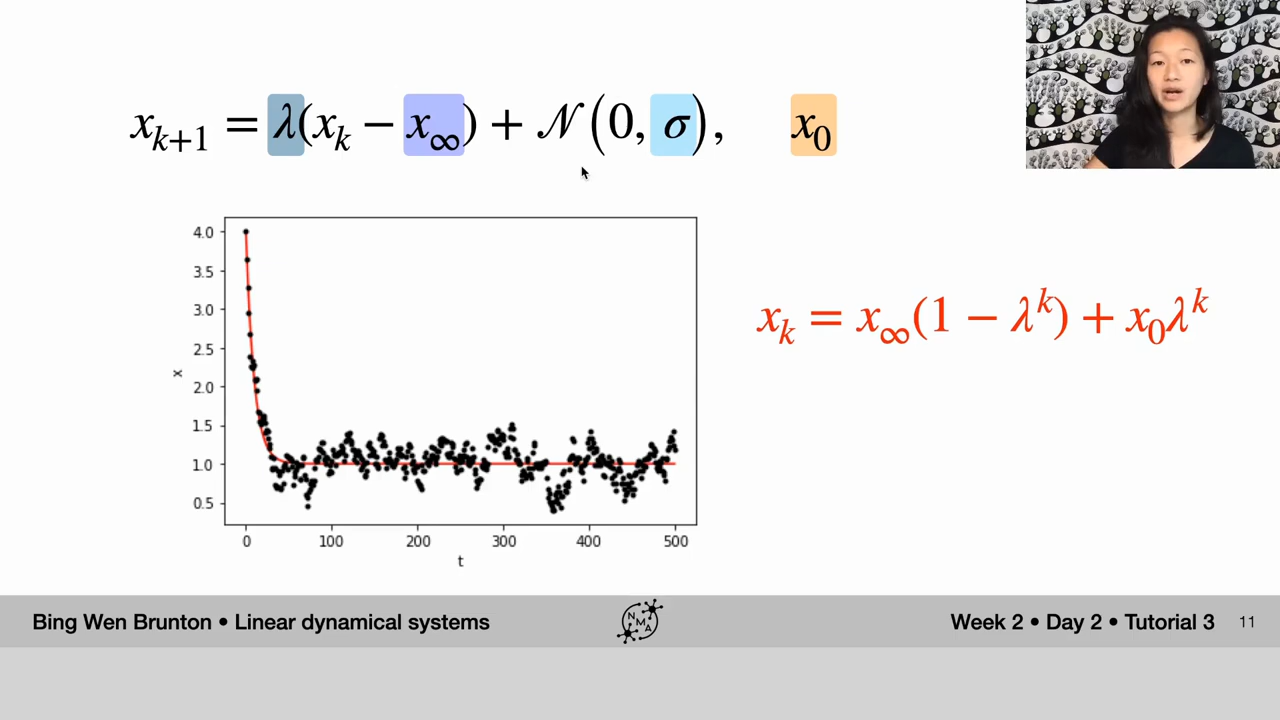 x_{k+1} = λ(x_k − x_∞) + 𝒩(0, σ), x_0
x_k = x_∞(1 − λ^k) + x_0λ^k
4.0
3.5
3.0
2.5
2.0
1.5
1.0
0.5
x
0 100 200 300 400 500
t
Bing Wen Brunton • Linear dynamical systems
NMA
Week 2 • Day 2 • Tutorial 3 11